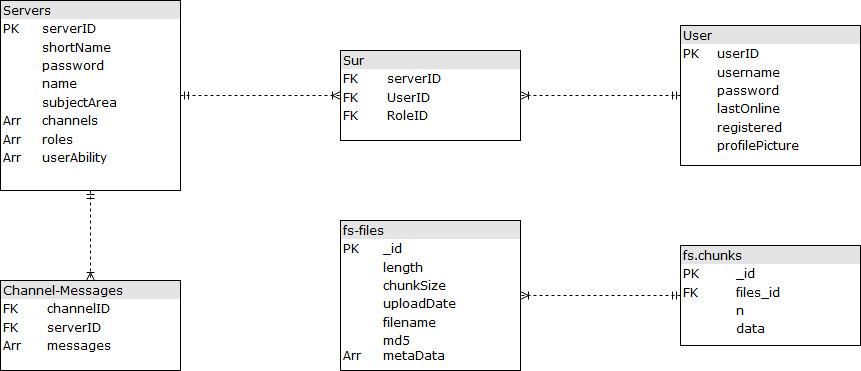 Servers
PK serverID
shortName
password
name
subjectArea
Arr channels
Arr roles
Arr userAbility
Sur
FK serverID
FK UserID
FK RoleID
User
PK userID
username
password
lastOnline
registered
profilePicture
Channel-Messages
FK channelID
FK serverID
Arr messages
fs-files
PK _id
length
chunkSize
uploadDate
filename
md5
Arr metaData
fs.chunks
PK _id
FK files_id
n
data